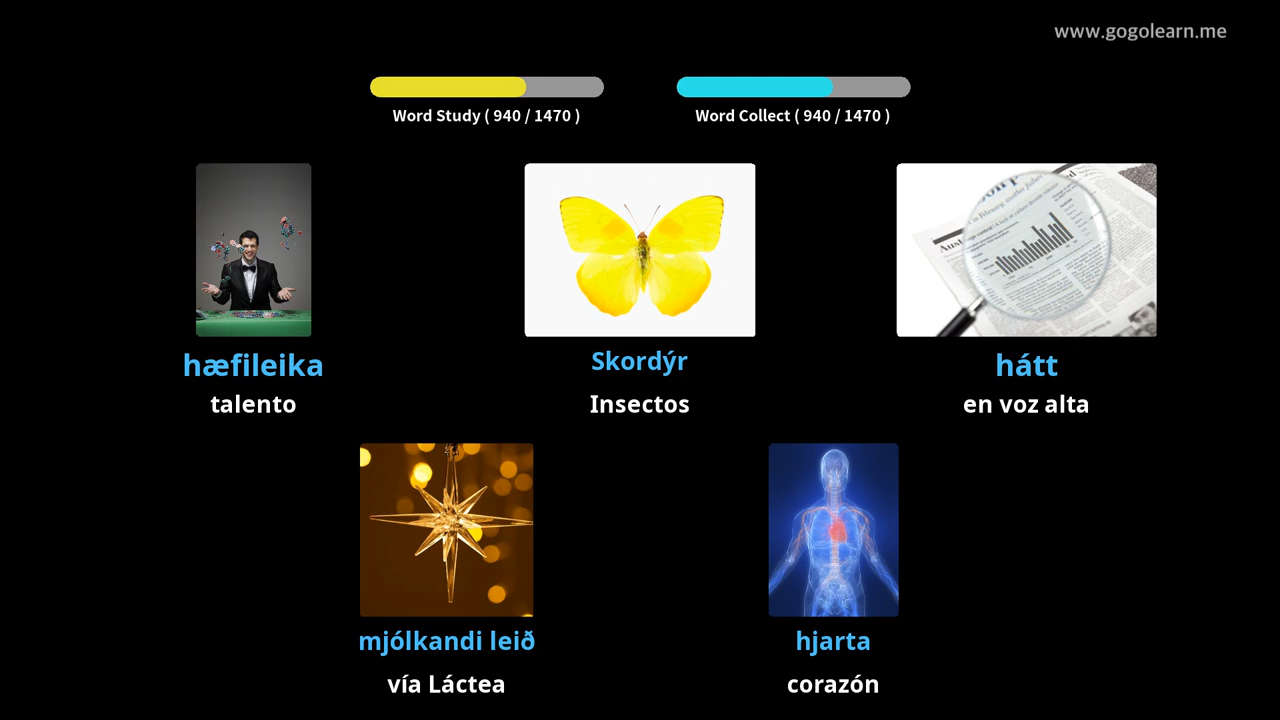 www.gogolearn.me
Word Study ( 940 / 1470 )
Word Collect ( 940 / 1470 )
hæfileika
talento
Skordýr
Insectos
hátt
en voz alta
mjólkandi leið
vía Láctea
hjarta
corazón